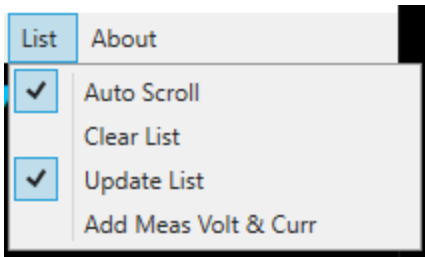 List About
Auto Scroll
Clear List
Update List
Add Meas Volt & Curr